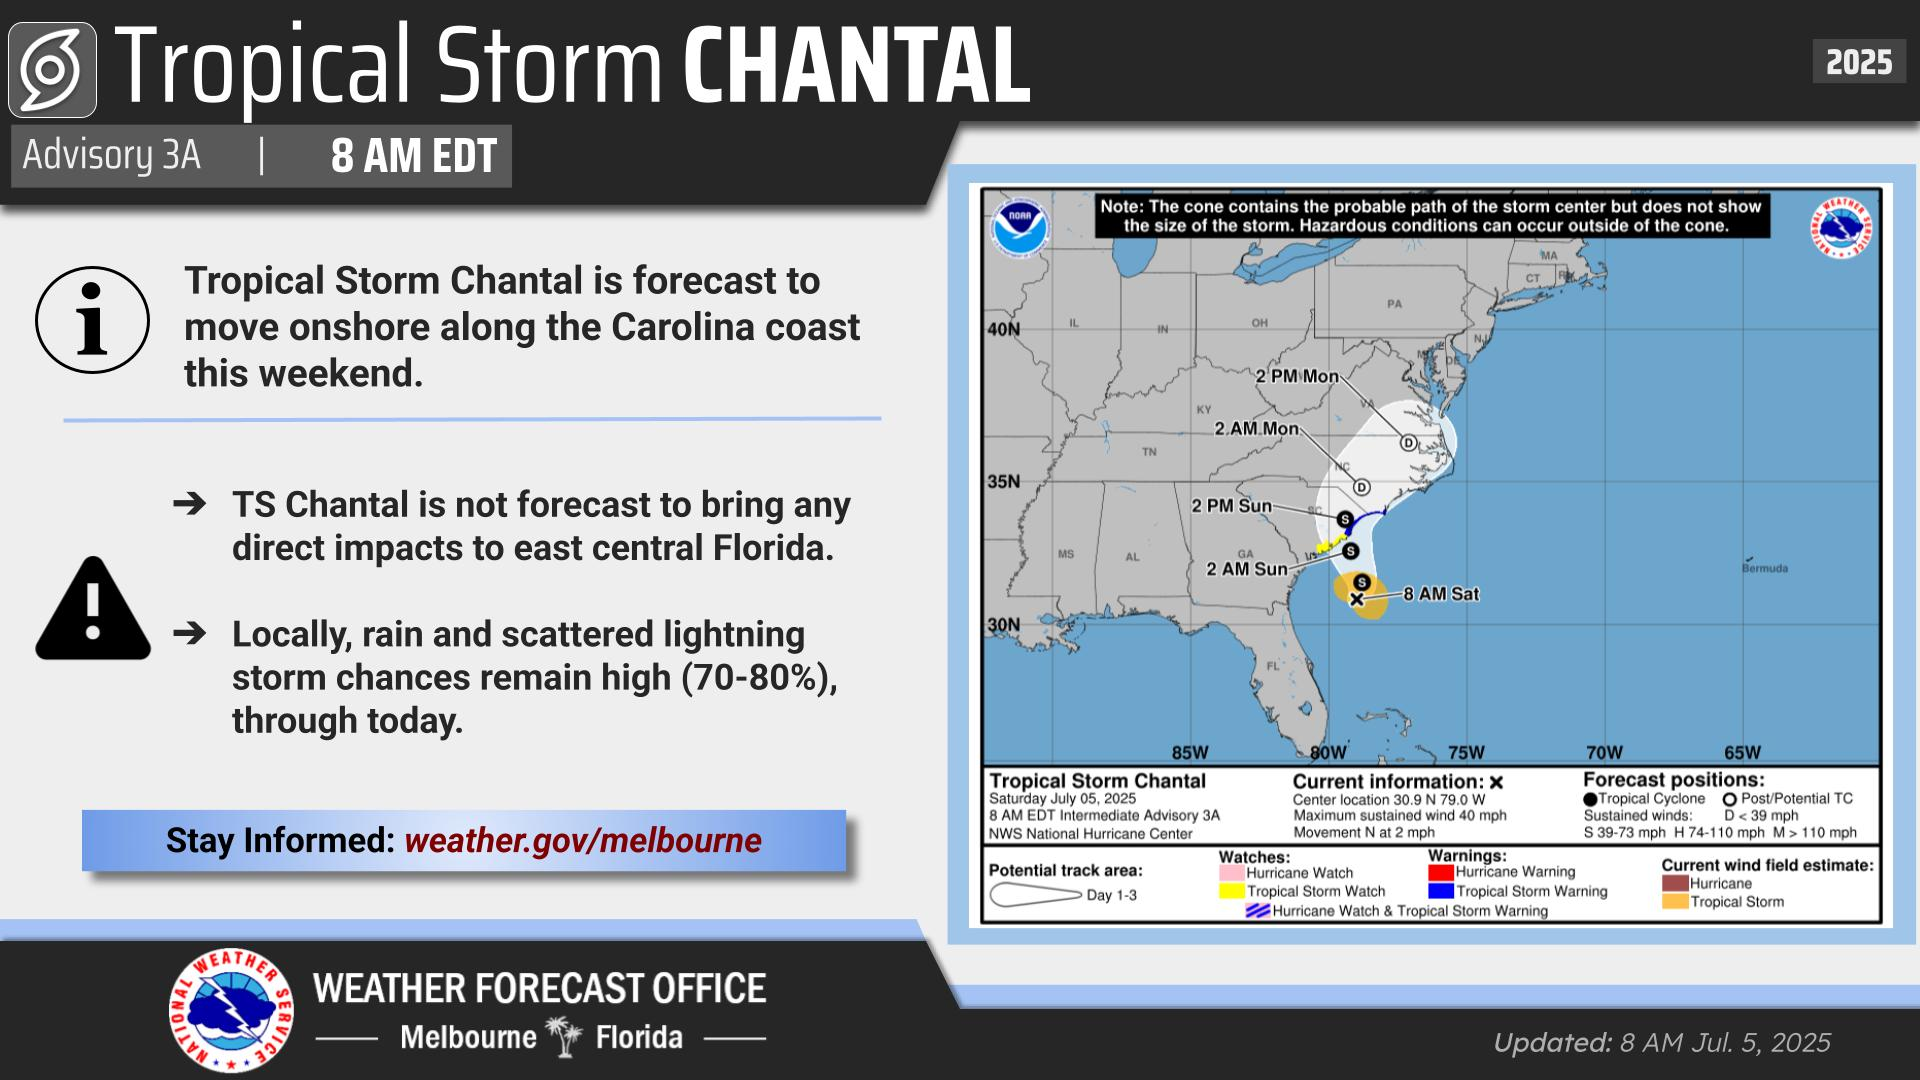 Tropical Storm CHANTAL
2025
Advisory 3A | 8 AM EDT
Tropical Storm Chantal is forecast to
move onshore along the Carolina coast
this weekend.
➔ TS Chantal is not forecast to bring any
direct impacts to east central Florida.
➔ Locally, rain and scattered lightning
storm chances remain high (70-80%),
through today.
Stay Informed: weather.gov/melbourne
NATIONAL WEATHER SERVICE
WEATHER FORECAST OFFICE
Melbourne Florida
Note: The cone contains the probable path of the storm center but does not show
the size of the storm. Hazardous conditions can occur outside of the cone.
NOAA
NATIONAL WEATHER SERVICE
MA
CT
PA
40N
IL
IN
OH
NJ
DE
2 PM Mon
VA
KY
2 AM Mon
D
TN
NC
35N
D
2 PM Sun
SC
S
MS
AL
GA
S
2 AM Sun
Bermuda
S
8 AM Sat
30N
FL
85W
80W
75W
70W
65W
Tropical Storm Chantal
Saturday July 05, 2025
8 AM EDT Intermediate Advisory 3A
NWS National Hurricane Center
Current information: ✖
Center location 30.9 N 79.0 W
Maximum sustained wind 40 mph
Movement N at 2 mph
Forecast positions:
Tropical Cyclone Post/Potential TC
Sustained winds: D < 39 mph
S 39-73 mph H 74-110 mph M > 110 mph
Potential track area:
Day 1-3
Watches:
Hurricane Watch
Tropical Storm Watch
Warnings:
Hurricane Warning
Tropical Storm Warning
Hurricane Watch & Tropical Storm Warning
Current wind field estimate:
Hurricane
Tropical Storm
Updated: 8 AM Jul. 5, 2025